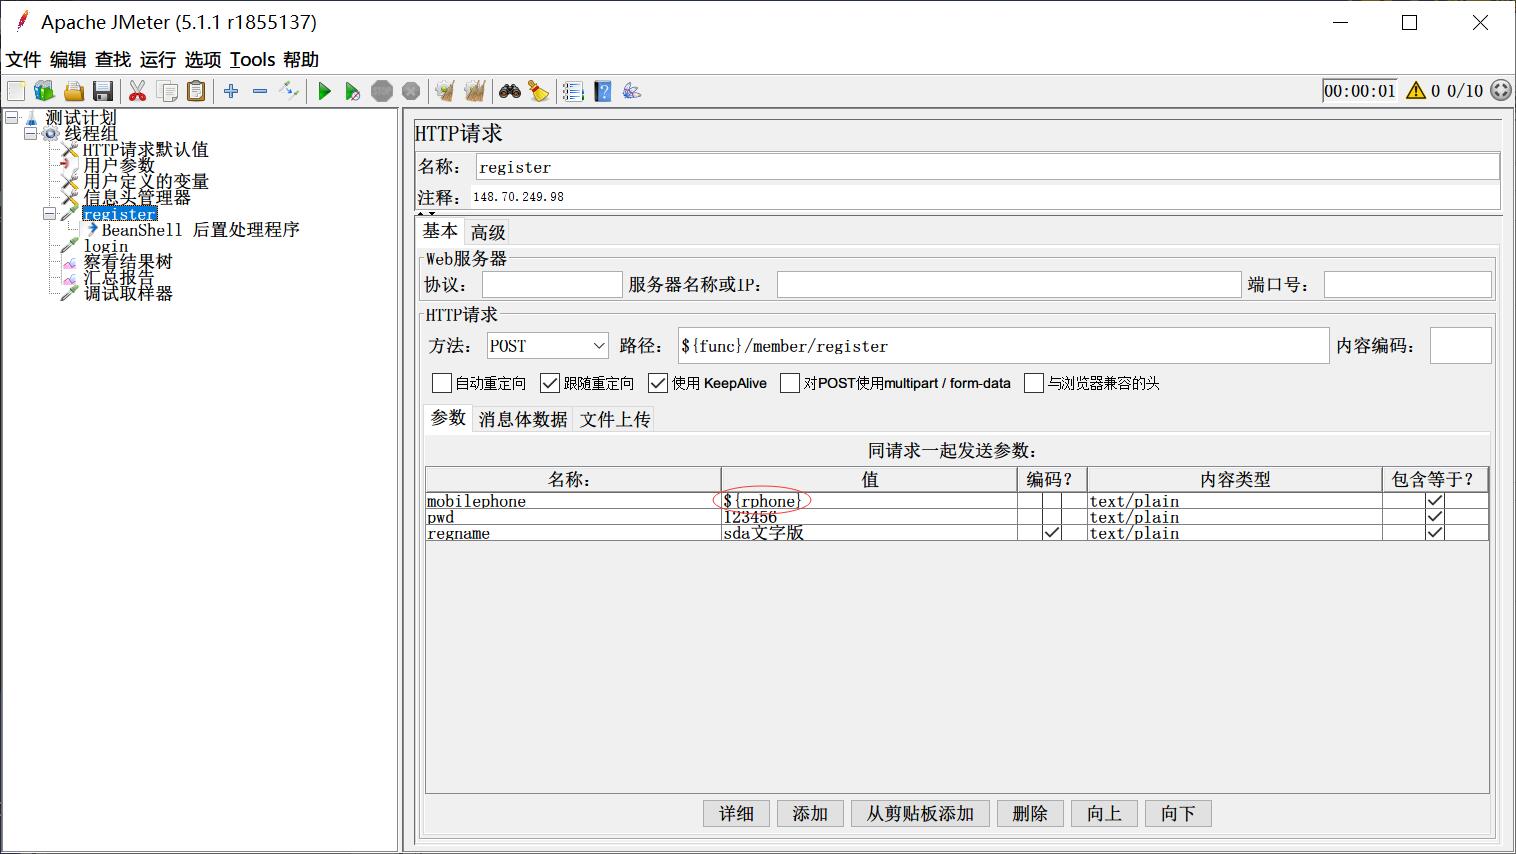 Apache JMeter (5.1.1 r1855137)
文件 编辑 查找 运行 选项 Tools 帮助
STOP
?
00:00:01 0 0/10
测试计划
线程组
HTTP请求默认值
用户参数
用户定义的变量
信息头管理器
register
BeanShell 后置处理程序
login
察看结果树
汇总报告
调试取样器
HTTP请求
名称： register
注释： 148.70.249.98
基本 高级
Web服务器
协议： 服务器名称或IP： 端口号：
HTTP请求
方法： POST 路径： ${func}/member/register 内容编码：
自动重定向 跟随重定向 使用 KeepAlive 对POST使用multipart / form-data 与浏览器兼容的头
参数 消息体数据 文件上传
同请求一起发送参数：
名称： 值 编码？ 内容类型 包含等于？
mobilephone ${rphone} text/plain
pwd 123456 text/plain
regname sda文字版 text/plain
详细 添加 从剪贴板添加 删除 向上 向下